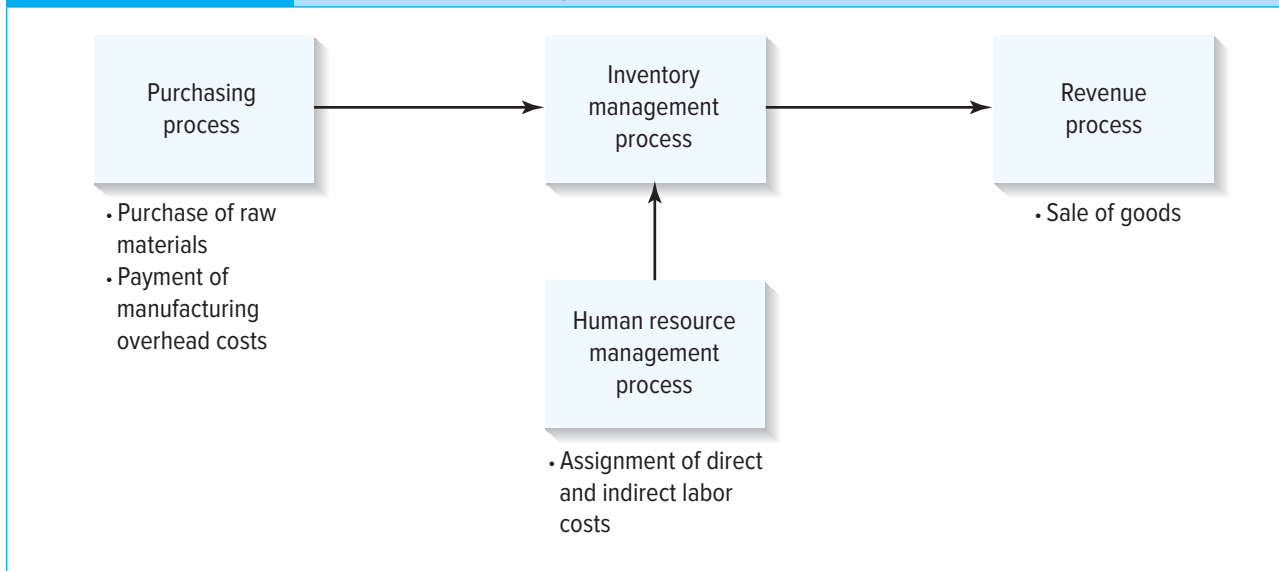 Purchasing
process
Inventory
management
process
Revenue
process
• Purchase of raw
materials
• Payment of
manufacturing
overhead costs
• Sale of goods
Human resource
management
process
• Assignment of direct
and indirect labor
costs